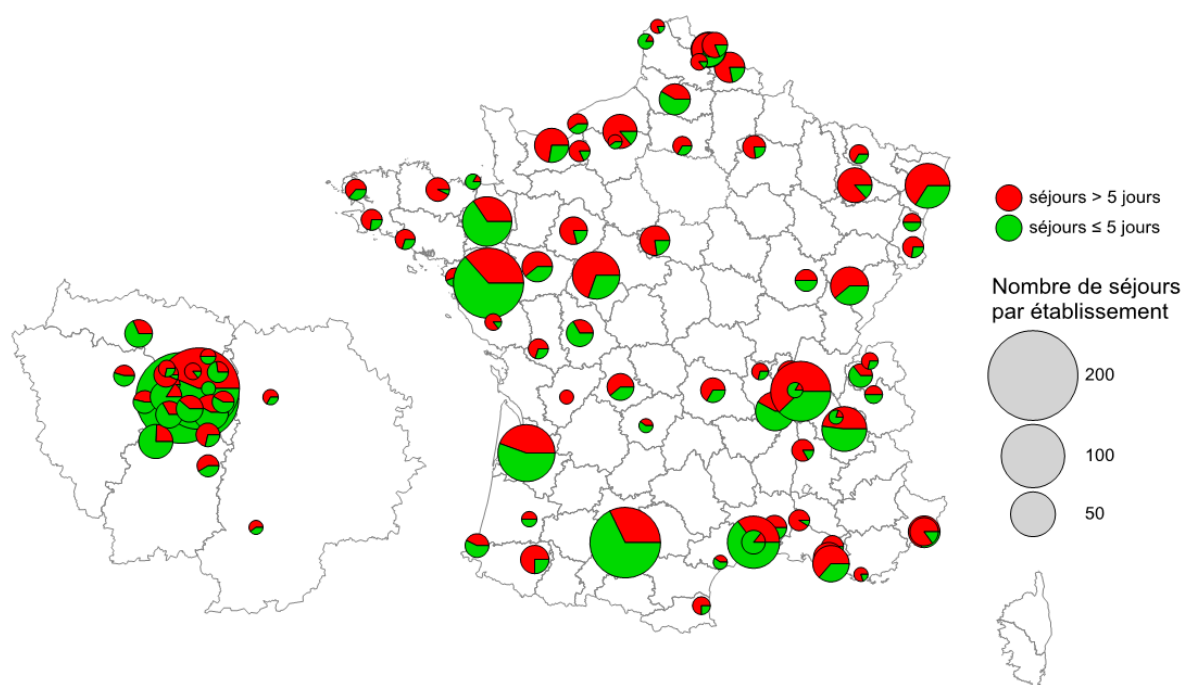 séjours > 5 jours
séjours ≤ 5 jours
Nombre de séjours
par établissement
200
100
50